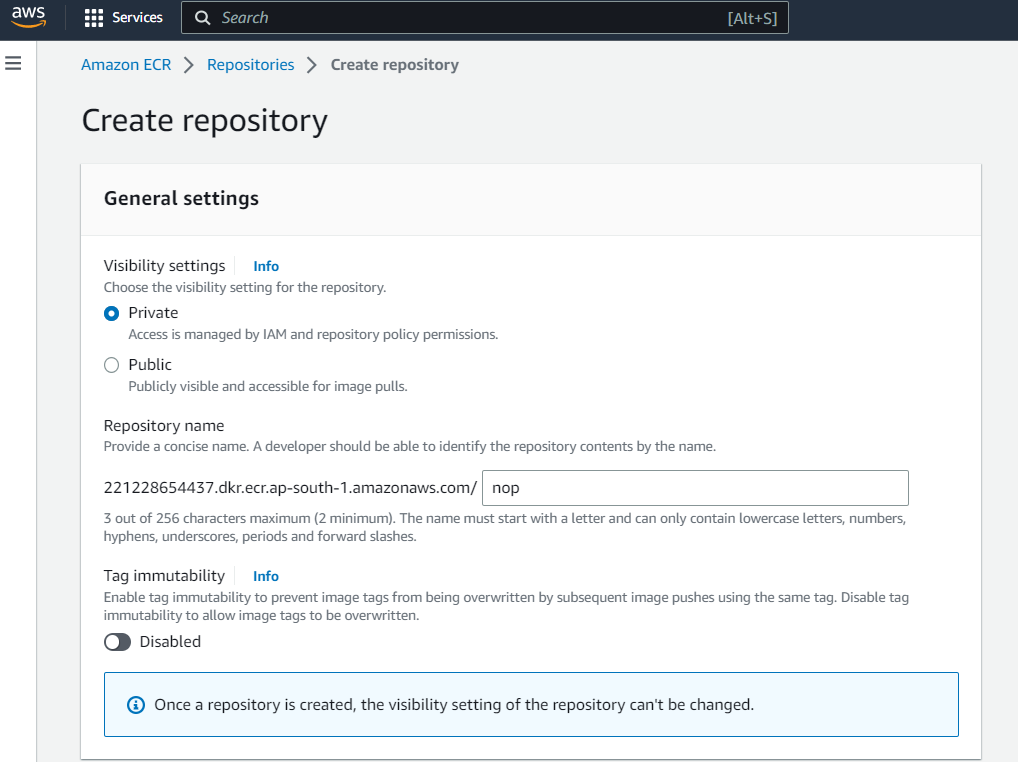 aws Services Search [Alt+S]
Amazon ECR > Repositories > Create repository
Create repository
General settings
Visibility settings Info
Choose the visibility setting for the repository.
Private
Access is managed by IAM and repository policy permissions.
Public
Publicly visible and accessible for image pulls.
Repository name
Provide a concise name. A developer should be able to identify the repository contents by the name.
221228654437.dkr.ecr.ap-south-1.amazonaws.com/ nop
3 out of 256 characters maximum (2 minimum). The name must start with a letter and can only contain lowercase letters, numbers,
hyphens, underscores, periods and forward slashes.
Tag immutability Info
Enable tag immutability to prevent image tags from being overwritten by subsequent image pushes using the same tag. Disable tag
immutability to allow image tags to be overwritten.
Disabled
Once a repository is created, the visibility setting of the repository can't be changed.